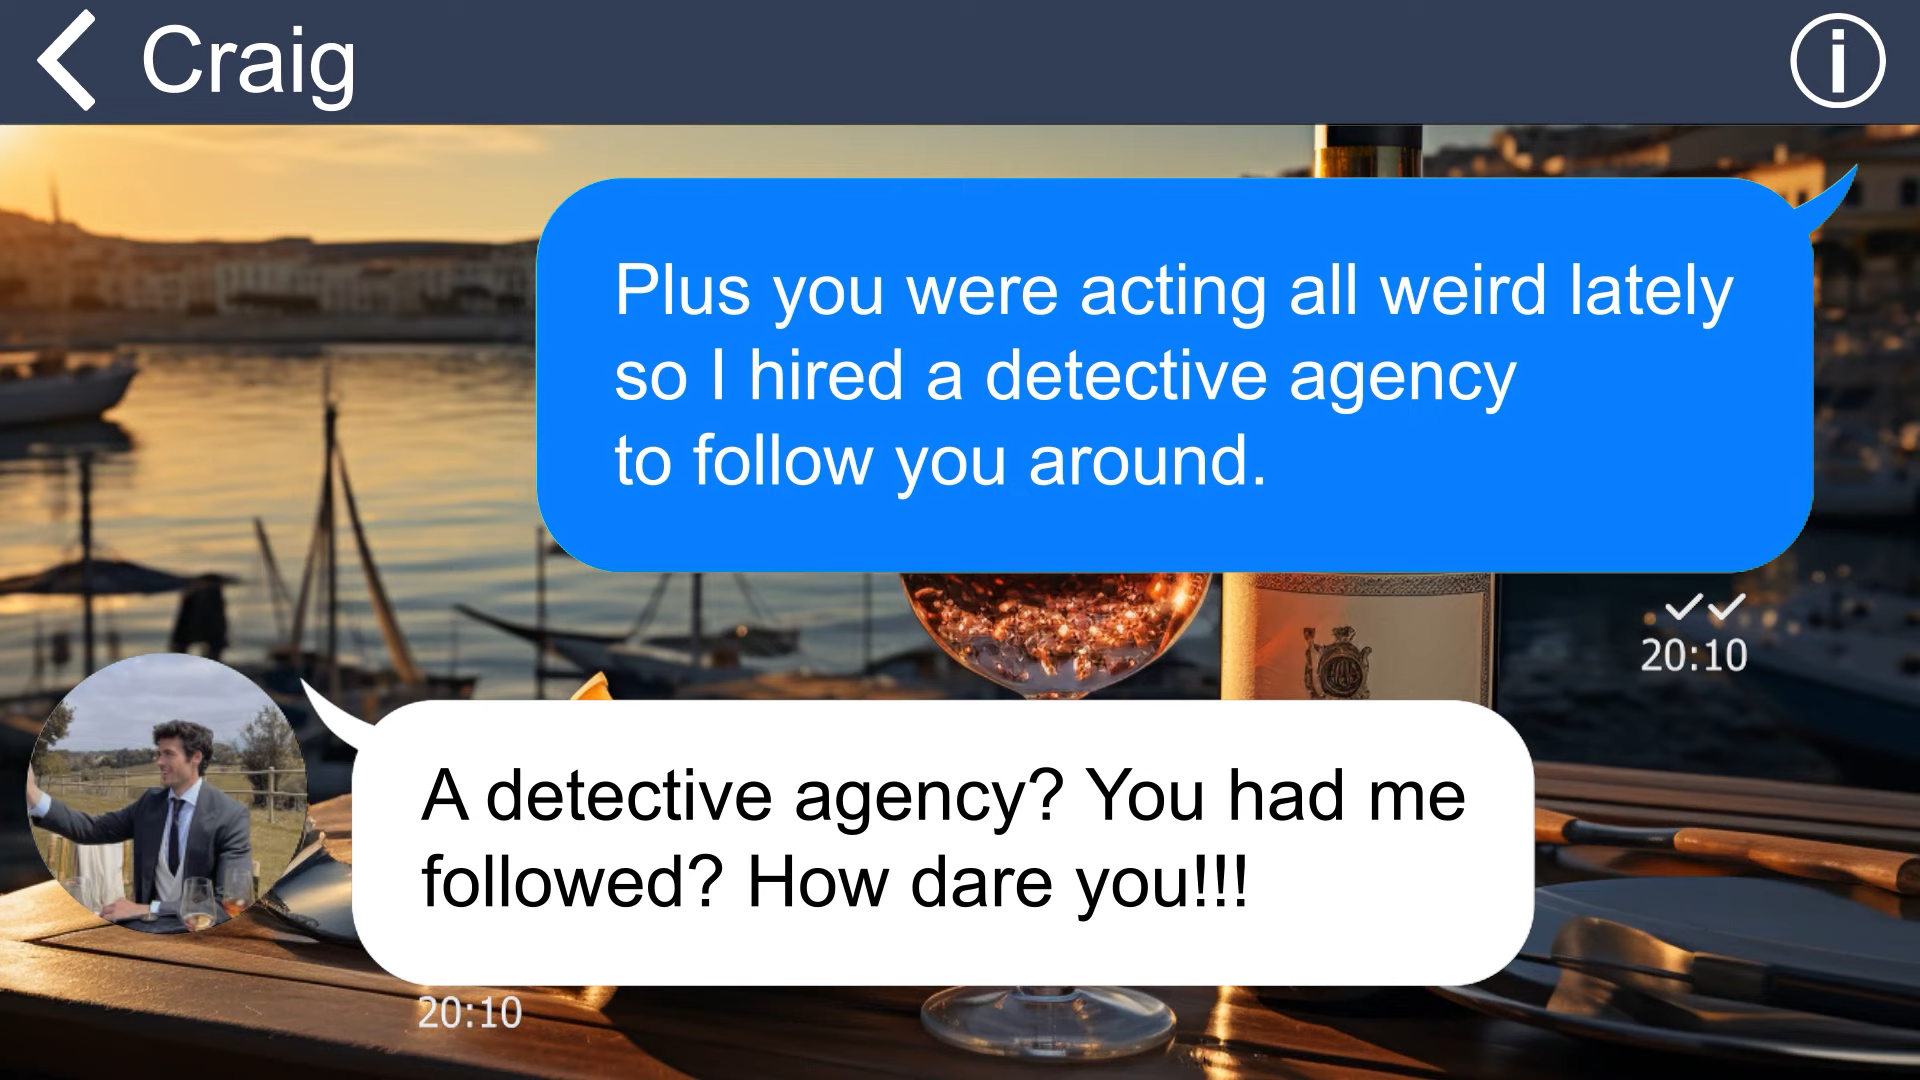 Craig
Plus you were acting all weird lately
so I hired a detective agency
to follow you around.
20:10
A detective agency? You had me
followed? How dare you!!!
20:10